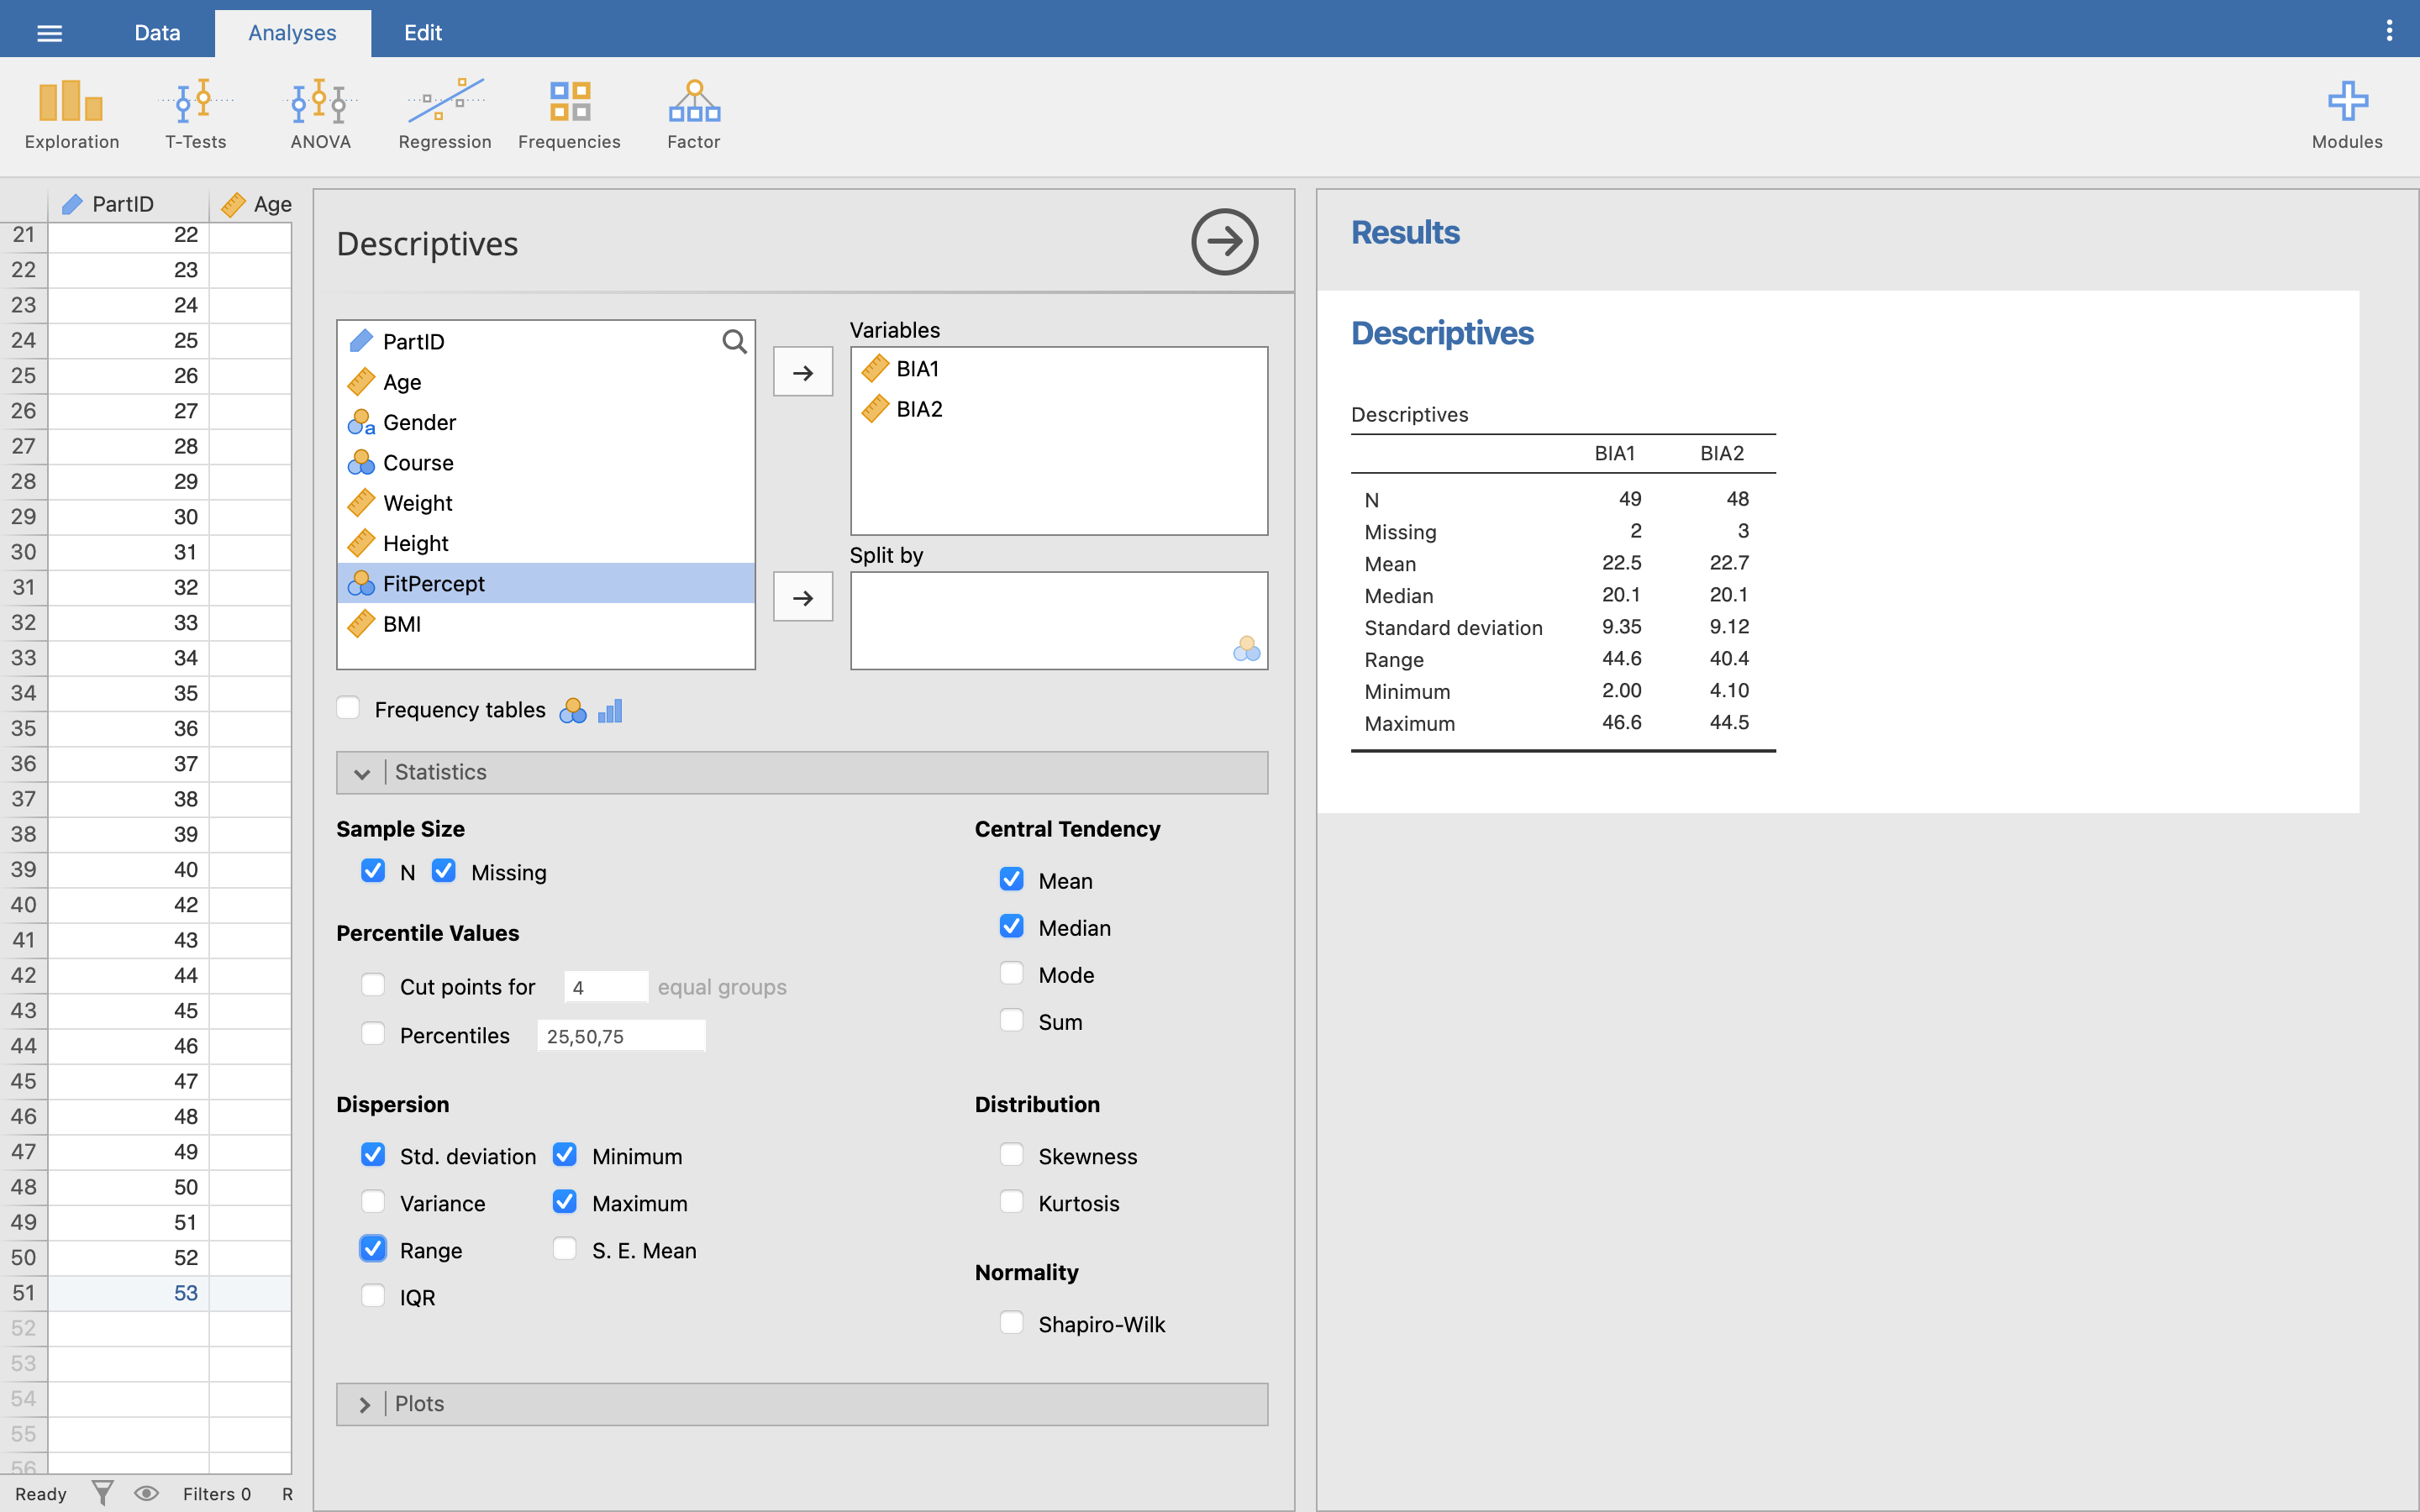 Data Analyses Edit
Exploration T-Tests ANOVA Regression Frequencies Factor Modules
PartID Age
21 22
22 23
23 24
24 25
25 26
26 27
27 28
28 29
29 30
30 31
31 32
32 33
33 34
34 35
35 36
36 37
37 38
38 39
39 40
40 42
41 43
42 44
43 45
44 46
45 47
46 48
47 49
48 50
49 51
50 52
51 53
52
53
54
55
56
Ready Filters 0 R
Descriptives
PartID
Age
Gender
Course
Weight
Height
FitPercept
BMI
Variables
BIA1
BIA2
Split by
Frequency tables
Statistics
Sample Size
N Missing
Percentile Values
Cut points for 4 equal groups
Percentiles 25,50,75
Dispersion
Std. deviation Minimum
Variance Maximum
Range S. E. Mean
IQR
Central Tendency
Mean
Median
Mode
Sum
Distribution
Skewness
Kurtosis
Normality
Shapiro-Wilk
Plots
Results
Descriptives
Descriptives
BIA1 BIA2
N 49 48
Missing 2 3
Mean 22.5 22.7
Median 20.1 20.1
Standard deviation 9.35 9.12
Range 44.6 40.4
Minimum 2.00 4.10
Maximum 46.6 44.5